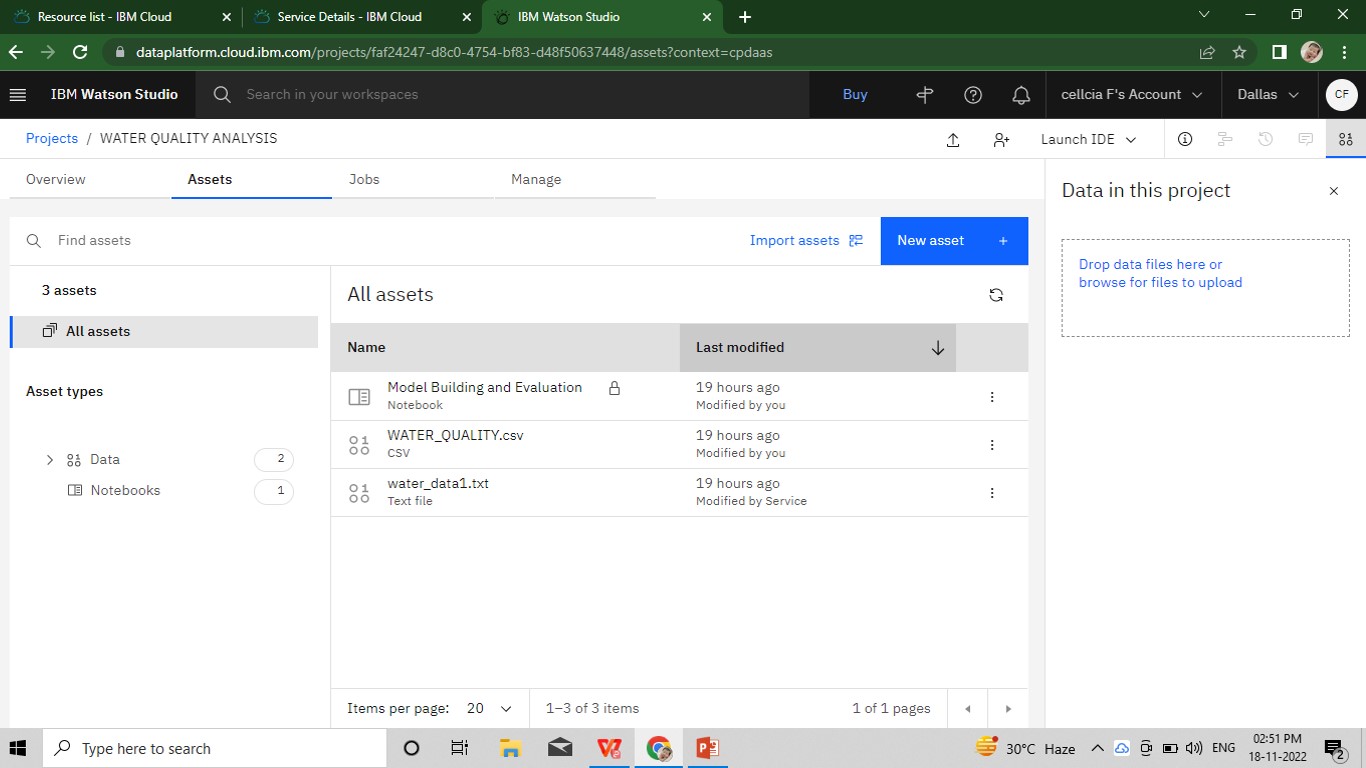 Resource list - IBM Cloud
Service Details - IBM Cloud
IBM Watson Studio
dataplatform.cloud.ibm.com/projects/faf24247-d8c0-4754-bf83-d48f50637448/assets?context=cpdaas
IBM Watson Studio
Search in your workspaces
Buy
cellcia F's Account
Dallas
CF
Projects / WATER QUALITY ANALYSIS
Launch IDE
Overview
Assets
Jobs
Manage
Data in this project
Find assets
Import assets
New asset +
Drop data files here or
browse for files to upload
3 assets
All assets
All assets
Asset types
Data 2
Notebooks 1
Name
Last modified
Model Building and Evaluation
Notebook
19 hours ago
Modified by you
WATER_QUALITY.csv
CSV
19 hours ago
Modified by you
water_data1.txt
Text file
19 hours ago
Modified by Service
Items per page: 20
1–3 of 3 items
1 of 1 pages
Type here to search
30°C Haze
ENG
02:51 PM
18-11-2022
2